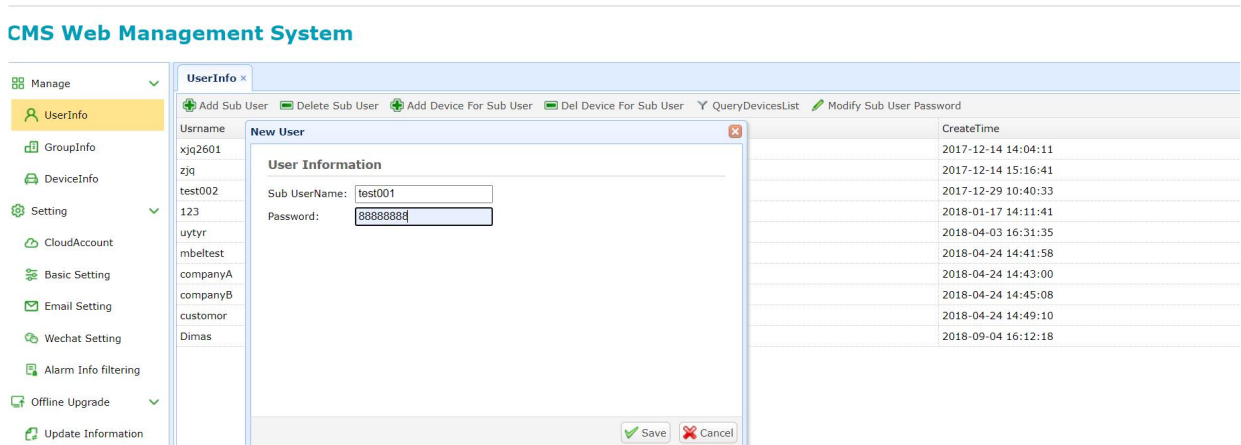 CMS Web Management System
Manage
UserInfo
GroupInfo
DeviceInfo
Setting
CloudAccount
Basic Setting
Email Setting
Wechat Setting
Alarm Info filtering
Offline Upgrade
Update Information
UserInfo ×
Add Sub User Delete Sub User Add Device For Sub User Del Device For Sub User QueryDevicesList Modify Sub User Password
Usrname CreateTime
xjq2601 2017-12-14 14:04:11
zjq 2017-12-14 15:16:41
test002 2017-12-29 10:40:33
123 2018-01-17 14:11:41
uytyr 2018-04-03 16:31:35
mbeltest 2018-04-24 14:41:58
companyA 2018-04-24 14:43:00
companyB 2018-04-24 14:45:08
customor 2018-04-24 14:49:10
Dimas 2018-09-04 16:12:18
New User
User Information
Sub UserName: test001
Password: 88888888
Save Cancel